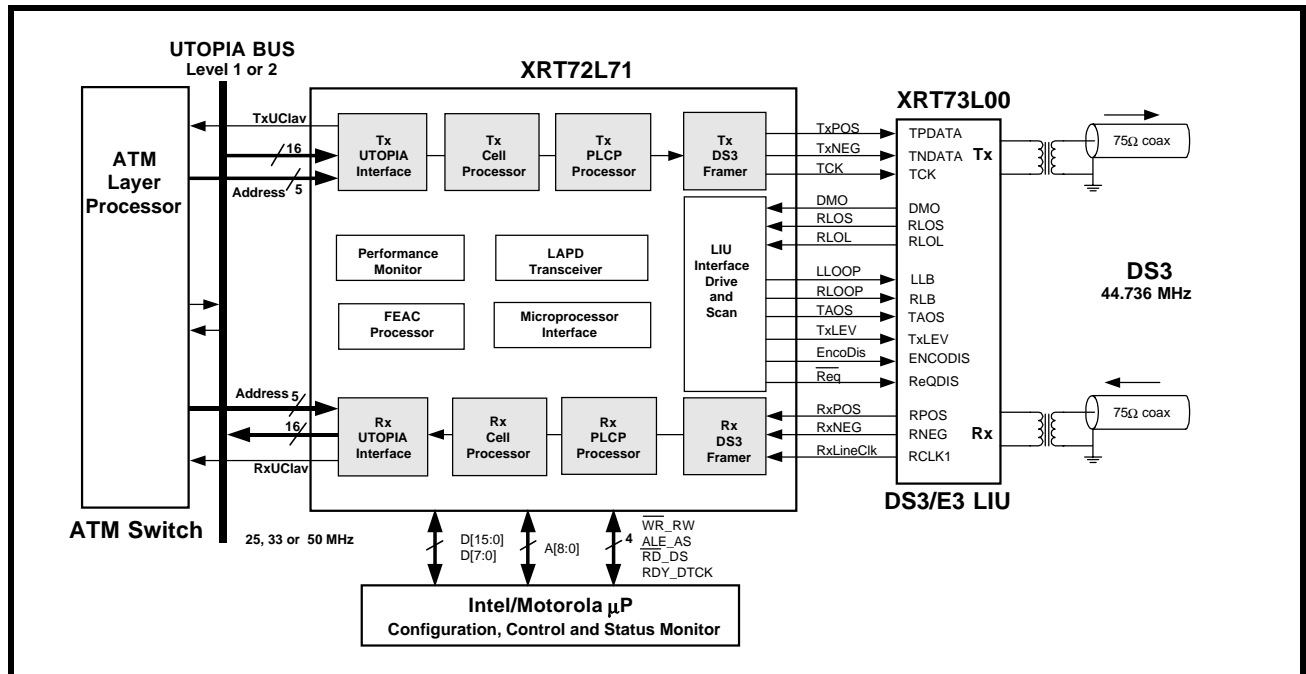 UTOPIA BUS
Level 1 or 2
XRT72L71
XRT73L00
ATM
Layer
Processor
ATM Switch
TxUClav
16
Address
5
Tx
UTOPIA
Interface
Tx
Cell
Processor
Tx
PLCP
Processor
Tx
DS3
Framer
Performance
Monitor
LAPD
Transceiver
FEAC
Processor
Microprocessor
Interface
LIU
Interface
Drive
and
Scan
Address
5
16
RxUClav
Rx
UTOPIA
Interface
Rx
Cell
Processor
Rx
PLCP
Processor
Rx
DS3
Framer
TxPOS
TxNEG
TCK
DMO
RLOS
RLOL
LLOOP
RLOOP
TAOS
TxLEV
EncoDis
Req
RxPOS
RxNEG
RxLineClk
TPDATA
TNDATA
Tx
TCK
DMO
RLOS
RLOL
LLB
RLB
TAOS
TxLEV
ENCODIS
ReQDIS
RPOS
RNEG
Rx
RCLK1
DS3/E3 LIU
75Ω coax
DS3
44.736 MHz
75Ω coax
25, 33 or 50 MHz
D[15:0]
D[7:0]
A[8:0]
4
WR_RW
ALE_AS
RD_DS
RDY_DTCK
Intel/Motorola µP
Configuration, Control and Status Monitor